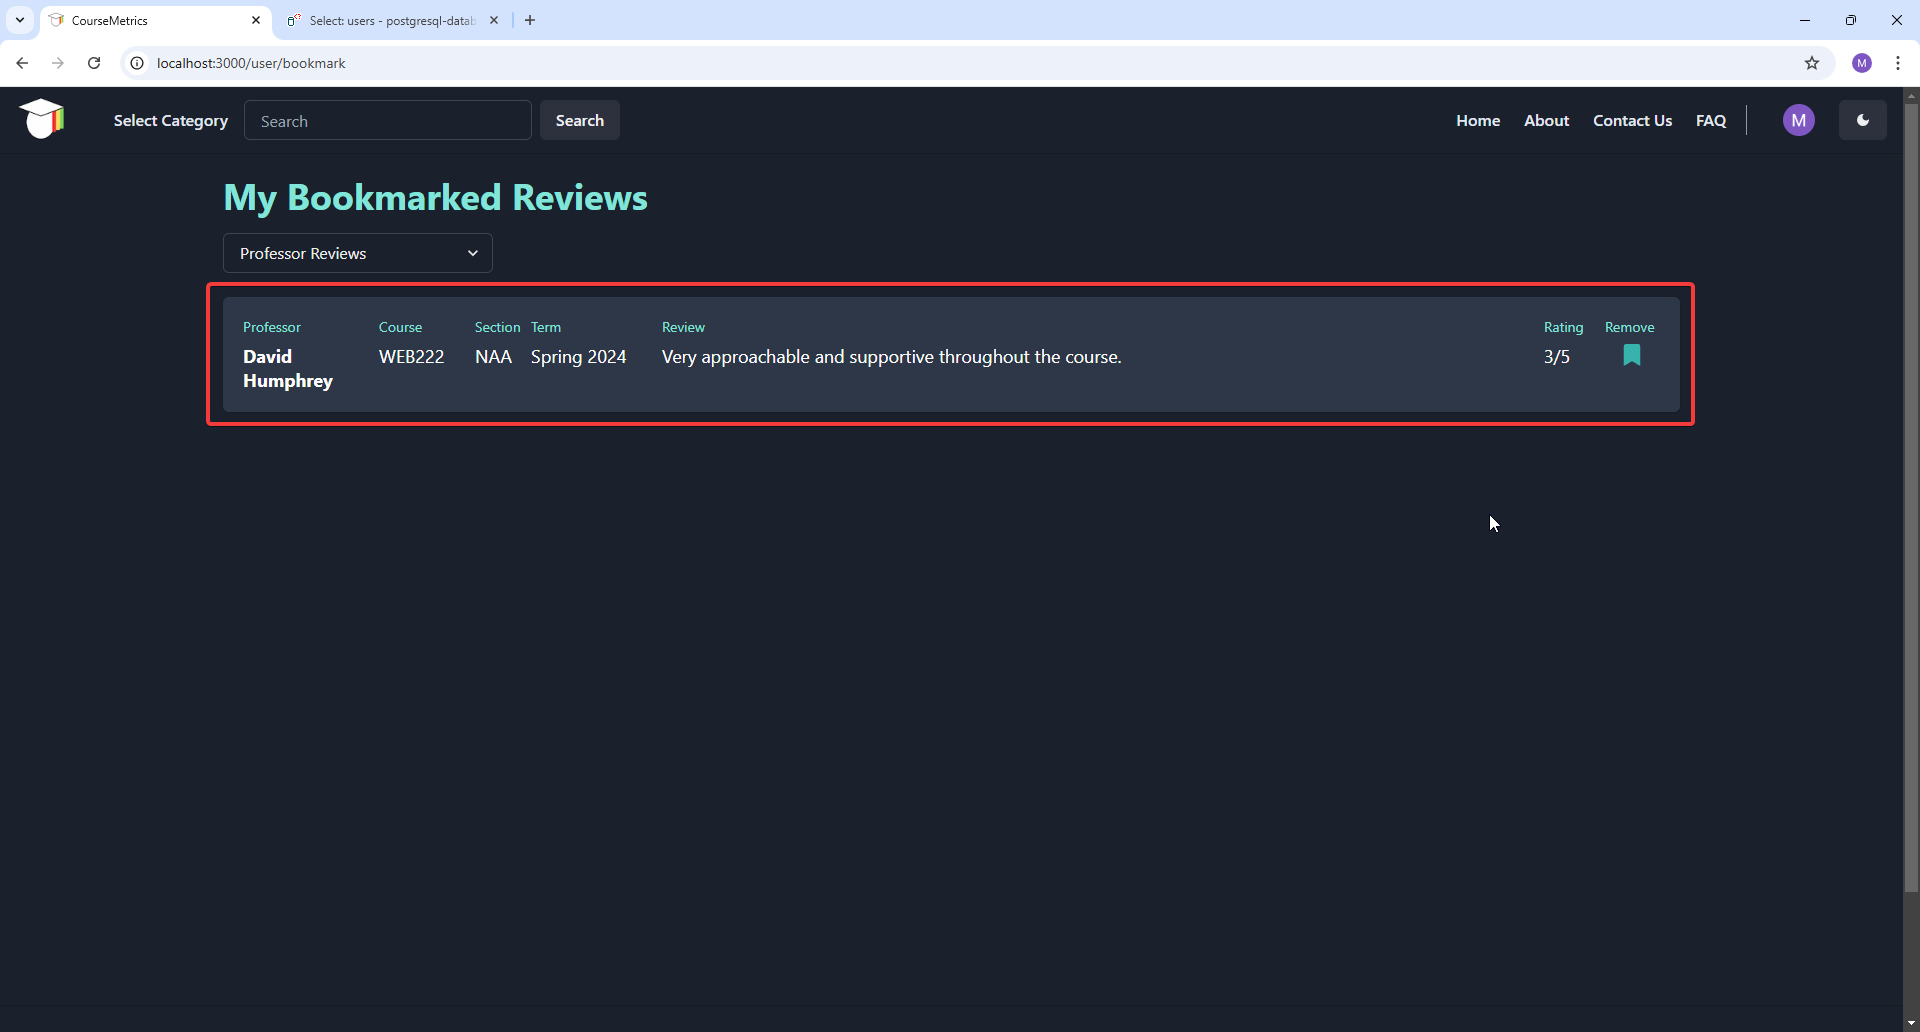 CourseMetrics
Select: users - postgresql-datab
localhost:3000/user/bookmark
M
Select Category
Search
Search
Home
About
Contact Us
FAQ
M
My Bookmarked Reviews
Professor Reviews
Professor Course Section Term Review Rating Remove
David WEB222 NAA Spring 2024 Very approachable and supportive throughout the course. 3/5
Humphrey